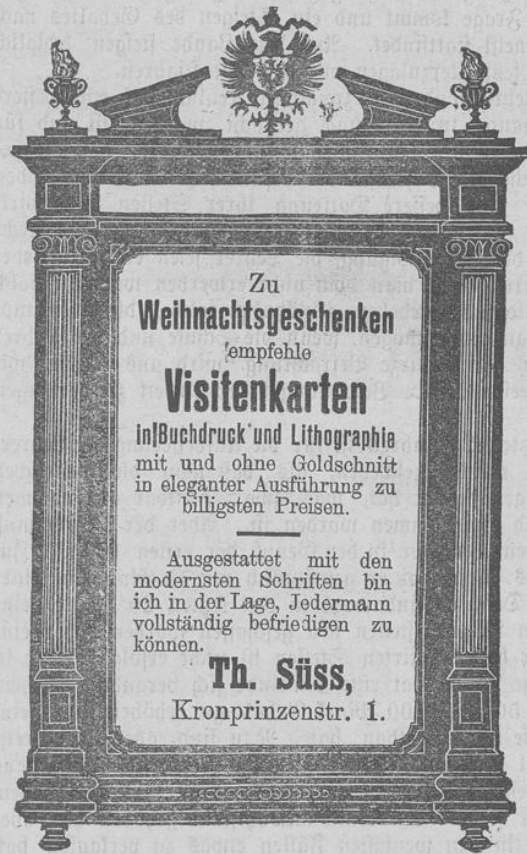 Zu
Weihnachtsgeschenken
empfehle
Visitenkarten
in Buchdruck und Lithographie
mit und ohne Goldschnitt
in eleganter Ausführung zu
billigsten Preisen.
Ausgestattet mit den
modernsten Schriften bin
ich in der Lage, Jedermann
vollständig befriedigen zu
können.
Th. Süss,
Kronprinzenstr. 1.